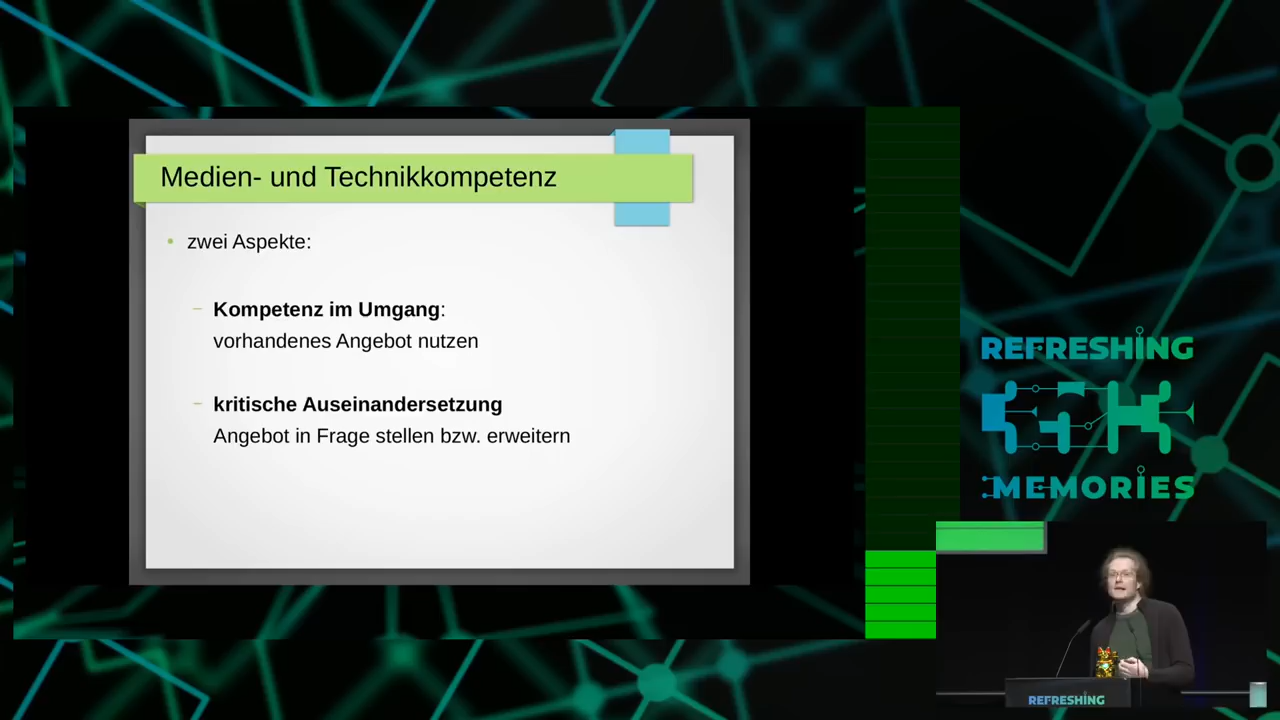 Medien- und Technikkompetenz
• zwei Aspekte:
– Kompetenz im Umgang:
vorhandenes Angebot nutzen
– kritische Auseinandersetzung
Angebot in Frage stellen bzw. erweitern
REFRESHING
MEMORIES
REFRESHING